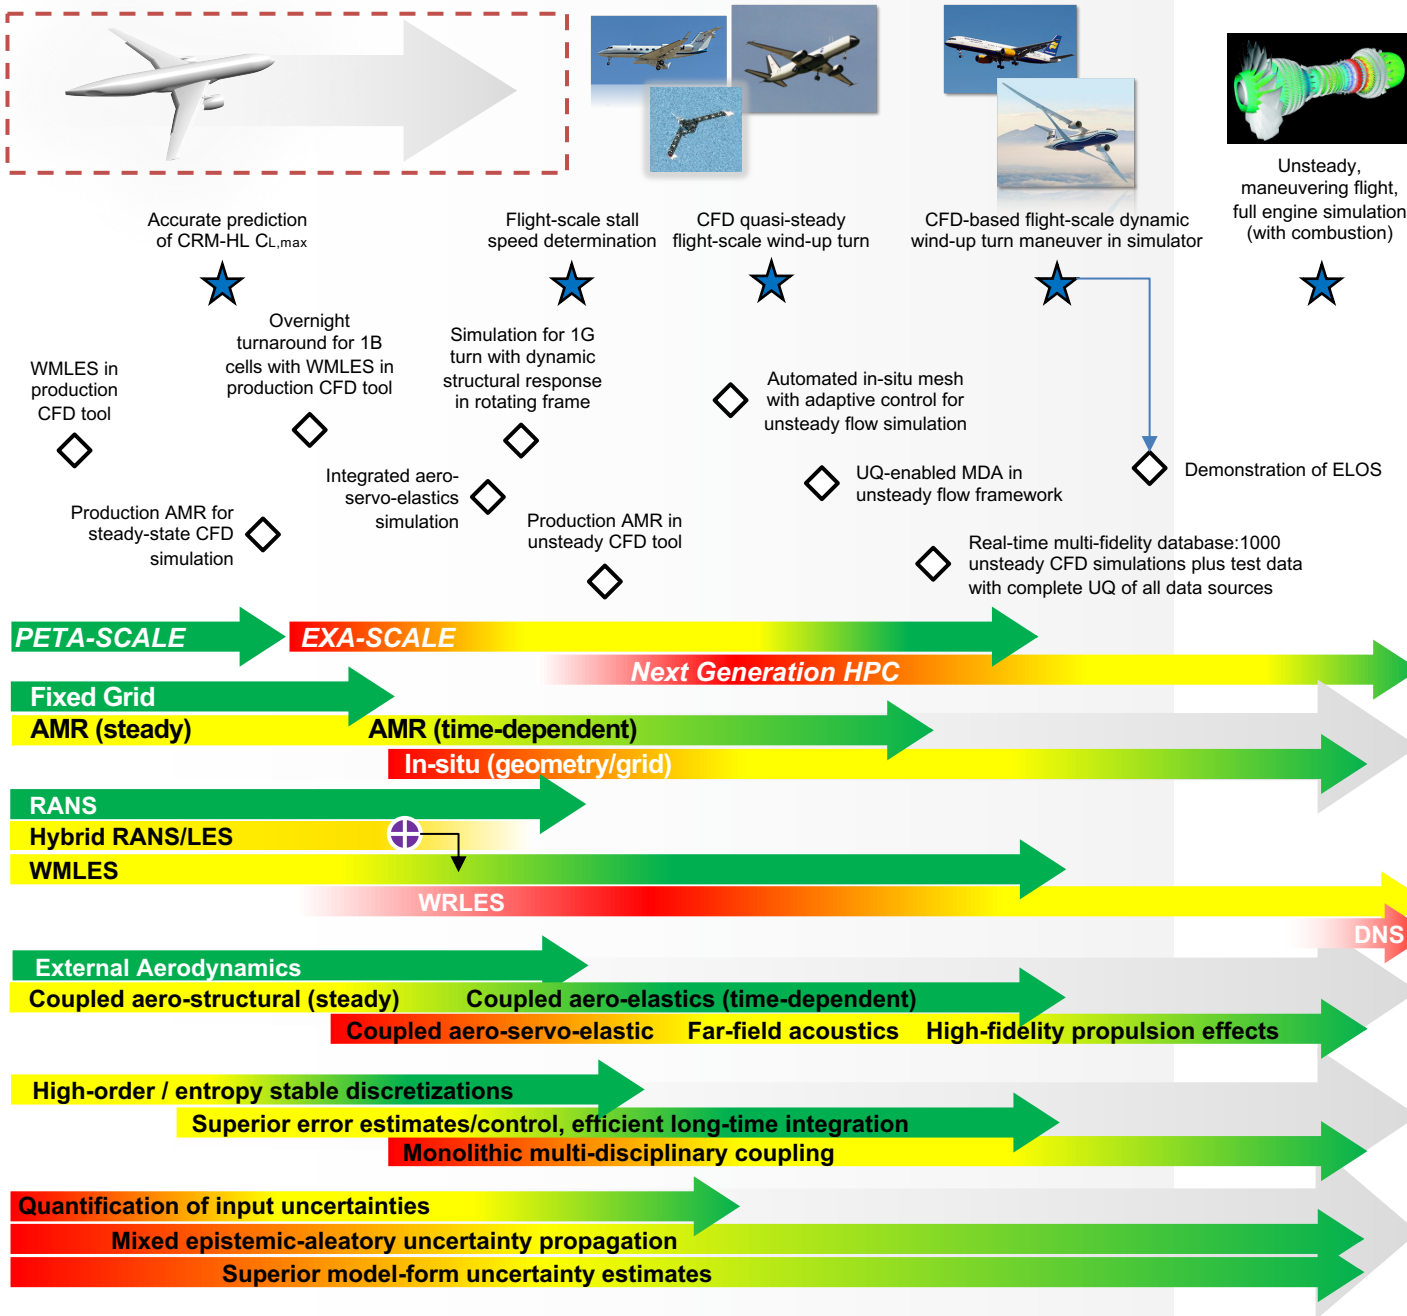 Accurate prediction
of CRM-HL CL,max
Flight-scale stall
speed determination
CFD quasi-steady
flight-scale wind-up turn
CFD-based flight-scale dynamic
wind-up turn maneuver in simulator
Unsteady,
maneuvering flight,
full engine simulation
(with combustion)
WMLES in
production
CFD tool
Overnight
turnaround for 1B
cells with WMLES in
production CFD tool
Simulation for 1G
turn with dynamic
structural response
in rotating frame
Automated in-situ mesh
with adaptive control for
unsteady flow simulation
Production AMR for
steady-state CFD
simulation
Integrated aero-
servo-elastics
simulation
Production AMR in
unsteady CFD tool
UQ-enabled MDA in
unsteady flow framework
Demonstration of ELOS
Real-time multi-fidelity database:1000
unsteady CFD simulations plus test data
with complete UQ of all data sources
PETA-SCALE
EXA-SCALE
Next Generation HPC
Fixed Grid
AMR (steady)
AMR (time-dependent)
In-situ (geometry/grid)
RANS
Hybrid RANS/LES
WMLES
WRLES
DNS
External Aerodynamics
Coupled aero-structural (steady)
Coupled aero-elastics (time-dependent)
Coupled aero-servo-elastic
Far-field acoustics
High-fidelity propulsion effects
High-order / entropy stable discretizations
Superior error estimates/control, efficient long-time integration
Monolithic multi-disciplinary coupling
Quantification of input uncertainties
Mixed epistemic-aleatory uncertainty propagation
Superior model-form uncertainty estimates